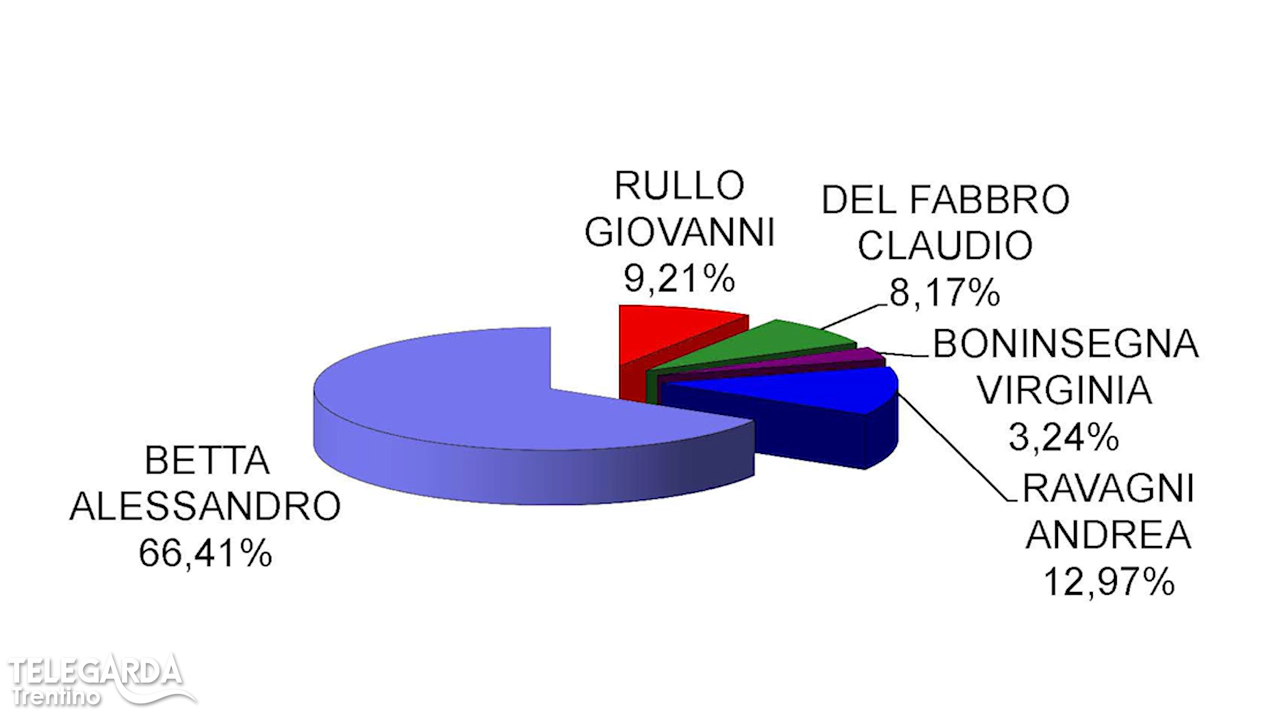 RULLO
GIOVANNI
9,21%
DEL FABBRO
CLAUDIO
8,17%
BONINSEGNA
VIRGINIA
3,24%
RAVAGNI
ANDREA
12,97%
BETTA
ALESSANDRO
66,41%
TELEGARDA
Trentino